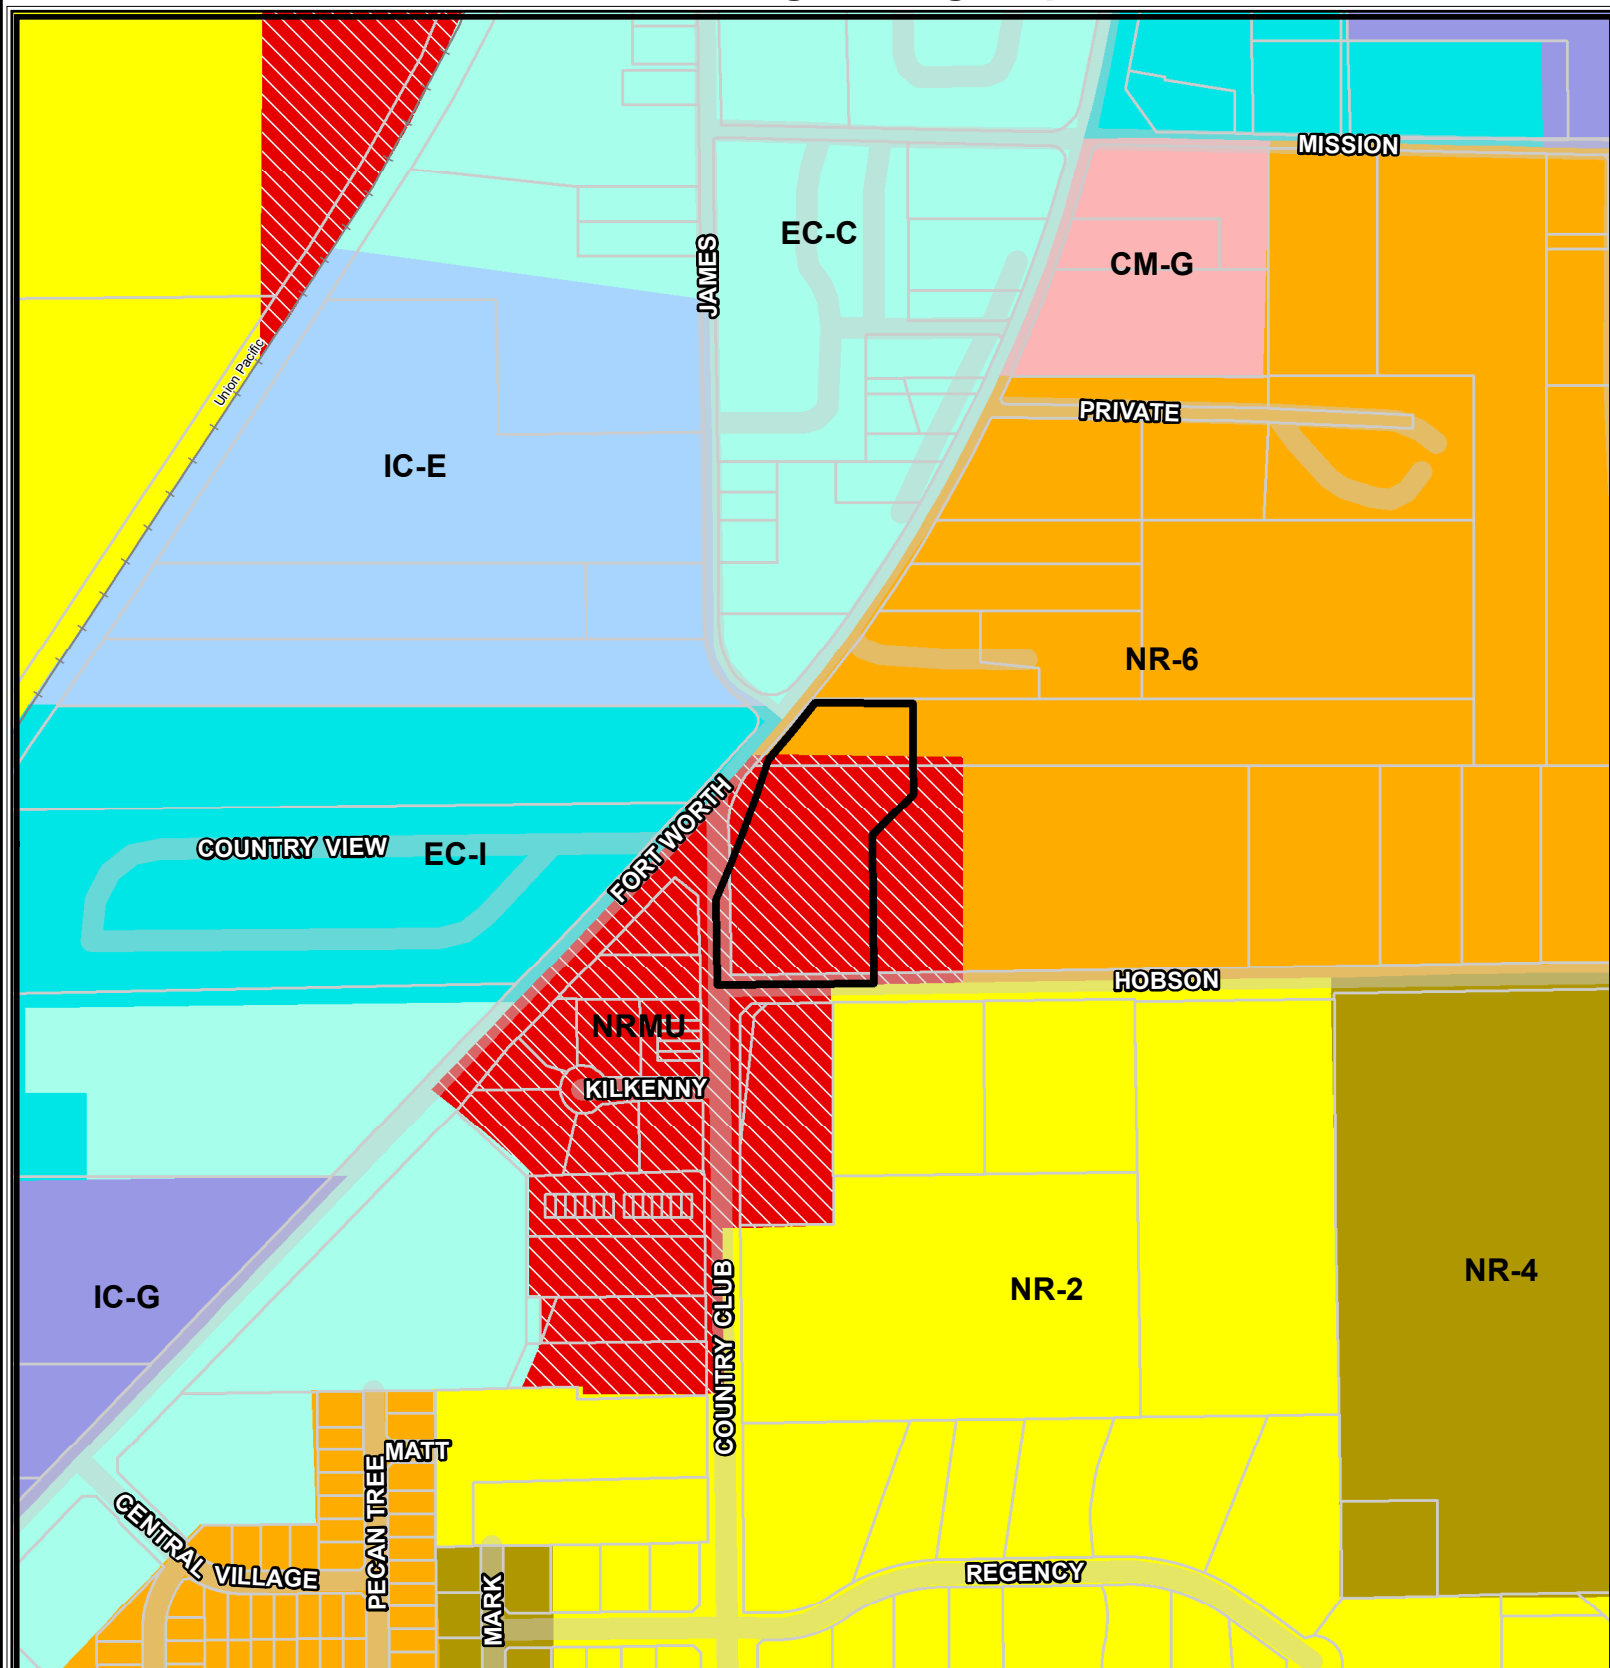 MISSION
EC-C
JAMES
CM-G
Union Pacific
PRIVATE
IC-E
NR-6
FORT WORTH
COUNTRY VIEW
EC-I
HOBSON
NRMU
KILKENNY
NR-4
NR-2
IC-G
COUNTRY CLUB
MATT
PECAN TREE
CENTRAL VILLAGE
REGENCY
MARK